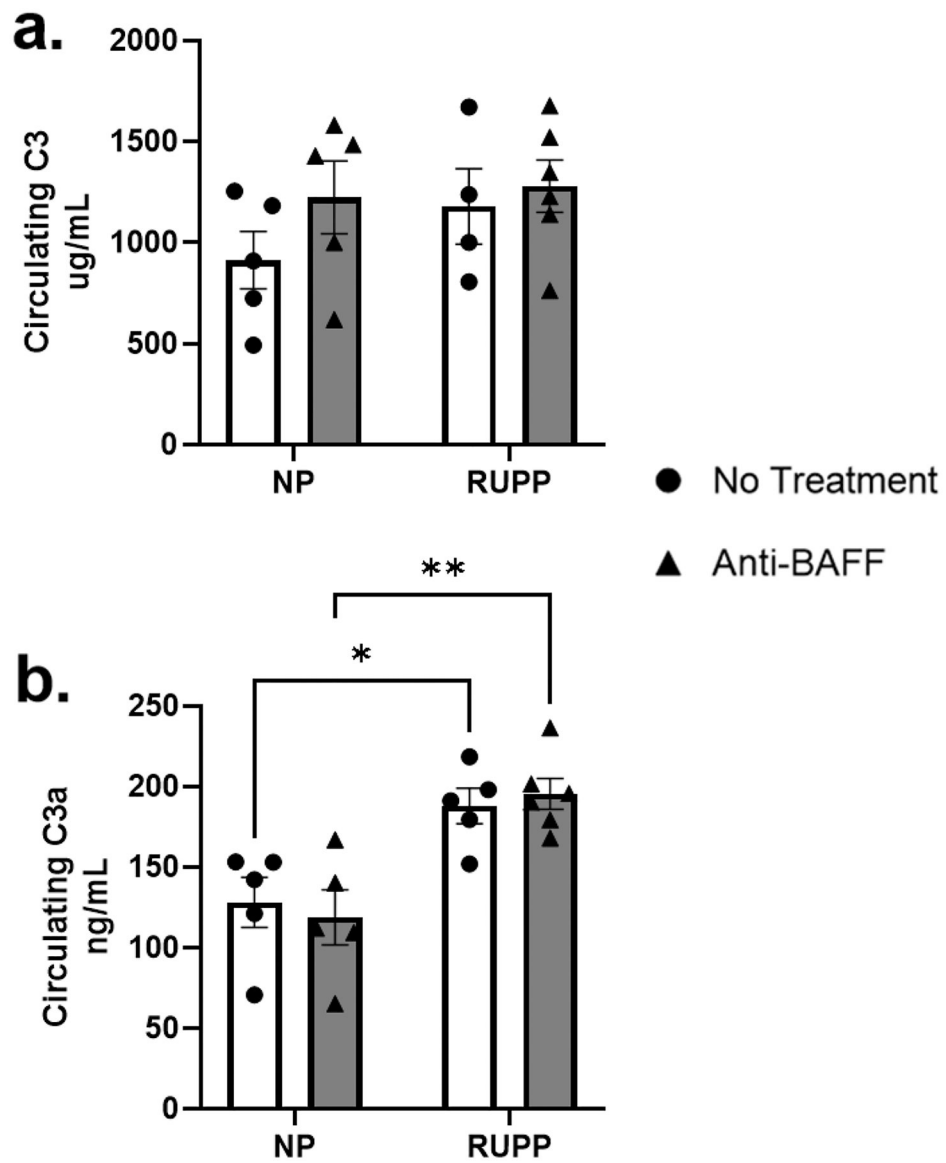 a.
Circulating C3
ug/mL
2000
1500
1000
500
0
NP RUPP
No Treatment
Anti-BAFF
**
*
b.
Circulating C3a
ng/mL
250
200
150
100
50
0
NP RUPP